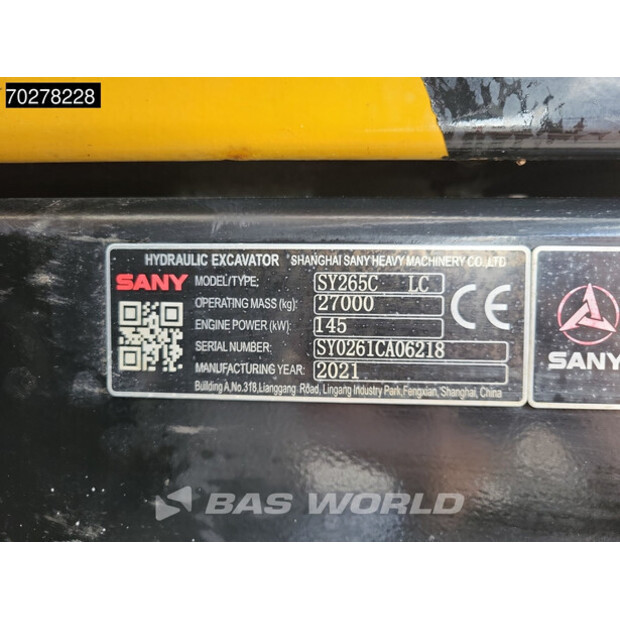 70278228
HYDRAULIC EXCAVATOR SHANGHAI SANY HEAVY MACHINERY CO.,LTD
SANY
MODEL/TYPE: SY265C LC
OPERATING MASS (kg): 27000
ENGINE POWER (kW): 145
SERIAL NUMBER: SY0261CA06218
MANUFACTURING YEAR: 2021
Building A,No.318,Lianggang Road, Lingang Industry Park,Fengxian, Shanghai, China
CE
SANY
BAS WORLD